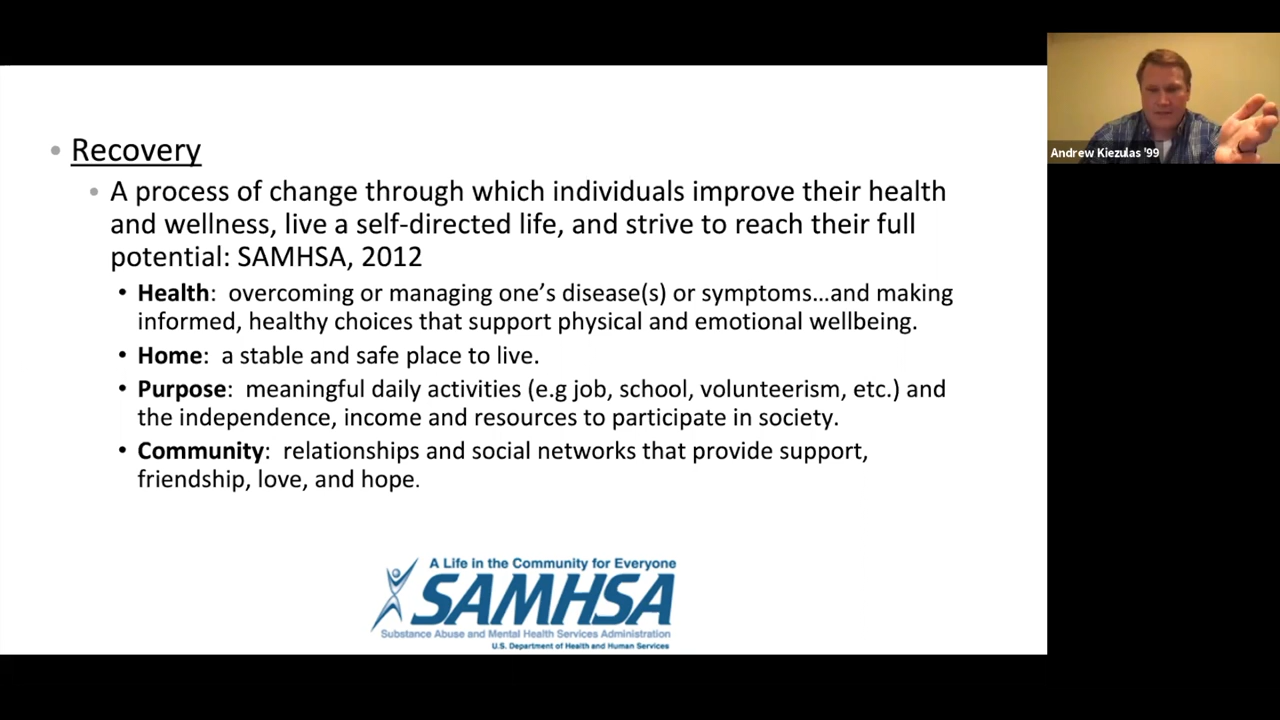 Recovery
A process of change through which individuals improve their health
and wellness, live a self-directed life, and strive to reach their full
potential: SAMHSA, 2012
Health: overcoming or managing one’s disease(s) or symptoms…and making
informed, healthy choices that support physical and emotional wellbeing.
Home: a stable and safe place to live.
Purpose: meaningful daily activities (e.g job, school, volunteerism, etc.) and
the independence, income and resources to participate in society.
Community: relationships and social networks that provide support,
friendship, love, and hope.
A Life in the Community for Everyone
SAMHSA
Substance Abuse and Mental Health Services Administration
U.S. Department of Health and Human Services
Andrew Kiezulas '99